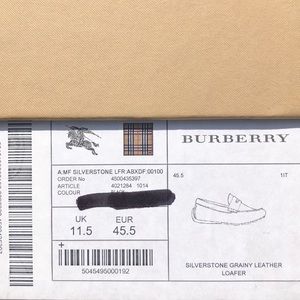 BURBERRY
A:MF SILVERSTONE LFR:ABXDF.00100
ORDER No 4500435397
ARTICLE 4021284 1014
COLOUR
UK EUR
11.5 45.5
5045495000192
45.5 1IT
SILVERSTONE GRAINY LEATHER
LOAFER